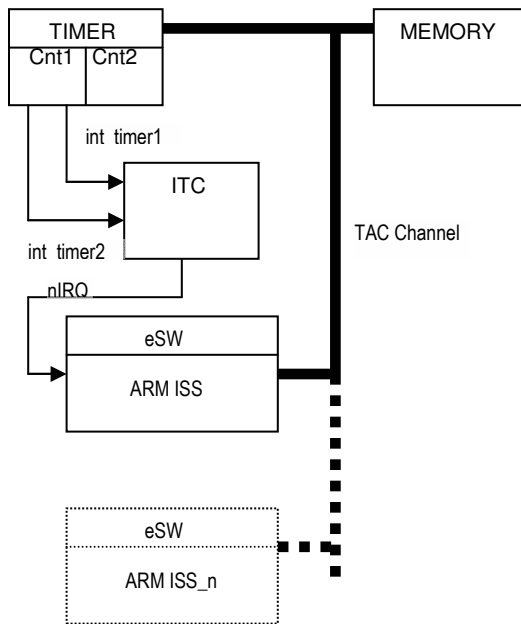 TIMER
MEMORY
Cnt1 Cnt2
int timer1
ITC
TAC Channel
int timer2
nIRQ
eSW
ARM ISS
eSW
ARM ISS_n